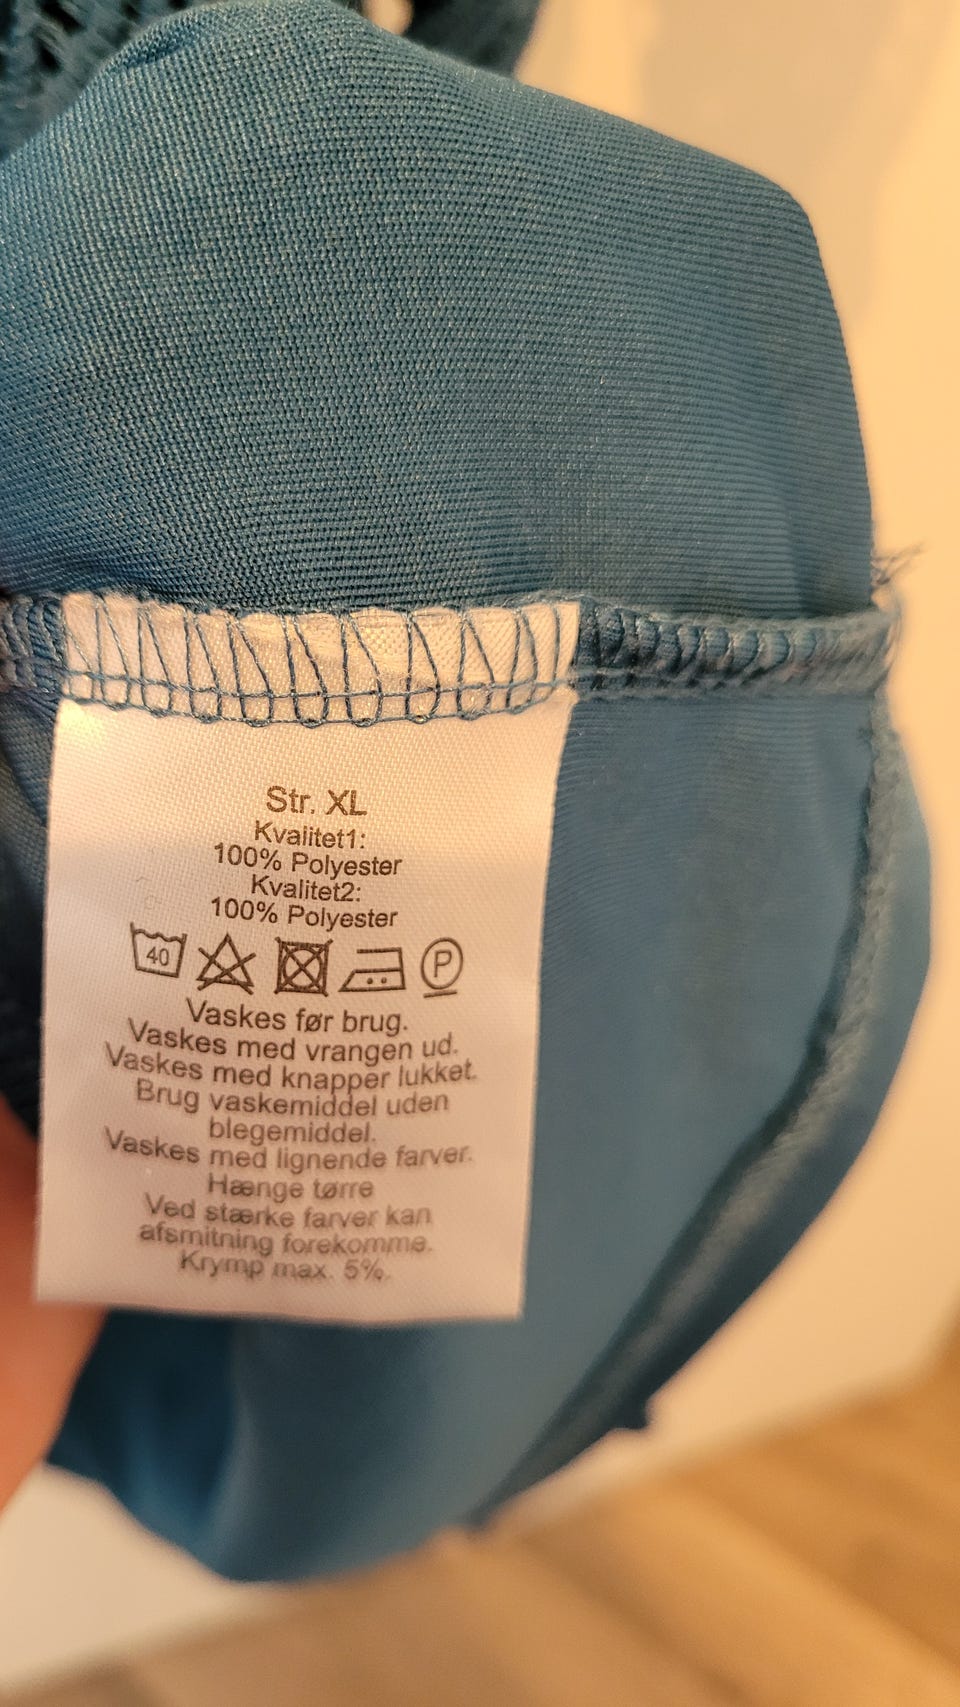 Str. XL
Kvalitet1:
100% Polyester
Kvalitet2:
100% Polyester
40 P
Vaskes før brug.
Vaskes med vrangen ud.
Vaskes med knapper lukket.
Brug vaskemiddel uden
blegemiddel.
Vaskes med lignende farver.
Hænge tørre
Ved stærke farver kan
afsmitning forekomme.
Krymp max. 5%.